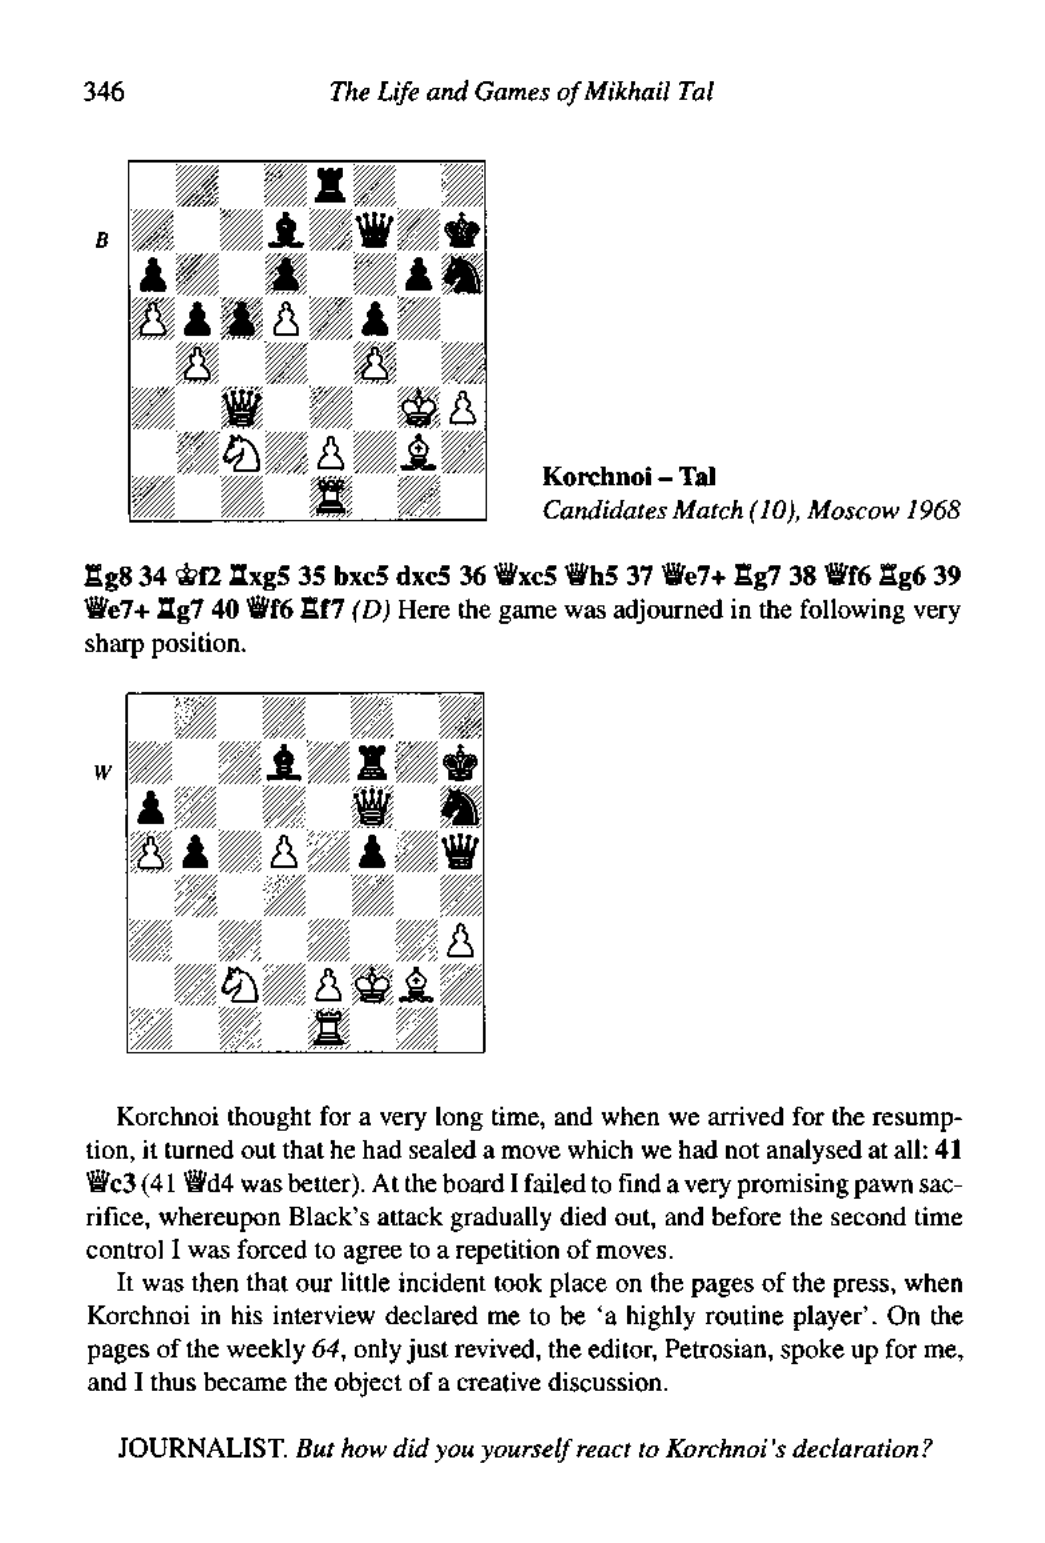 346
The Life and Games of Mikhail Tal
B
Korchnoi – Tal
Candidates Match (10), Moscow 1968
♖g8 34 ♔f2 ♖xg5 35 bxc5 dxc5 36 ♕xc5 ♕h5 37 ♕e7+ ♖g7 38 ♕f6 ♖g6 39
♕e7+ ♖g7 40 ♕f6 ♖f7 (D) Here the game was adjourned in the following very
sharp position.
W
Korchnoi thought for a very long time, and when we arrived for the resump-
tion, it turned out that he had sealed a move which we had not analysed at all: 41
♕c3 (41 ♕d4 was better). At the board I failed to find a very promising pawn sac-
rifice, whereupon Black's attack gradually died out, and before the second time
control I was forced to agree to a repetition of moves.
It was then that our little incident took place on the pages of the press, when
Korchnoi in his interview declared me to be ‘a highly routine player’. On the
pages of the weekly 64, only just revived, the editor, Petrosian, spoke up for me,
and I thus became the object of a creative discussion.
JOURNALIST. But how did you yourself react to Korchnoi's declaration?